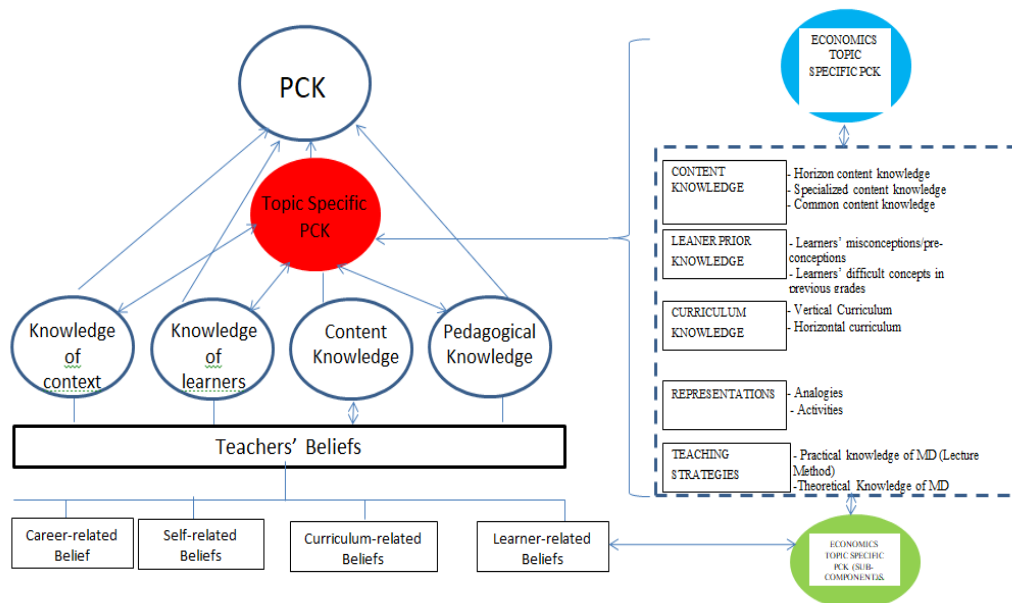 PCK
Topic Specific
PCK
Knowledge
of
context
Knowledge
of
learners
Content
Knowledge
Pedagogical
Knowledge
Teachers’ Beliefs
Career-related
Belief
Self-related
Beliefs
Curriculum-related
Beliefs
Learner-related
Beliefs
ECONOMICS
TOPIC
SPECIFIC PCK
CONTENT
KNOWLEDGE
- Horizon content knowledge
- Specialized content knowledge
- Common content knowledge
LEANER PRIOR
KNOWLEDGE
- Learners’ misconceptions/pre-
conceptions
- Learners’ difficult concepts in
previous grades
CURRICULUM
KNOWLEDGE
- Vertical Curriculum
- Horizontal curriculum
REPRESENTATIONS
- Analogies
- Activities
TEACHING
STRATEGIES
- Practical knowledge of MD (Lecture
Method)
-Theoretical Knowledge of MD
ECONOMICS
TOPIC SPECIFIC
PCK (SUB-
COMPONENT)S.